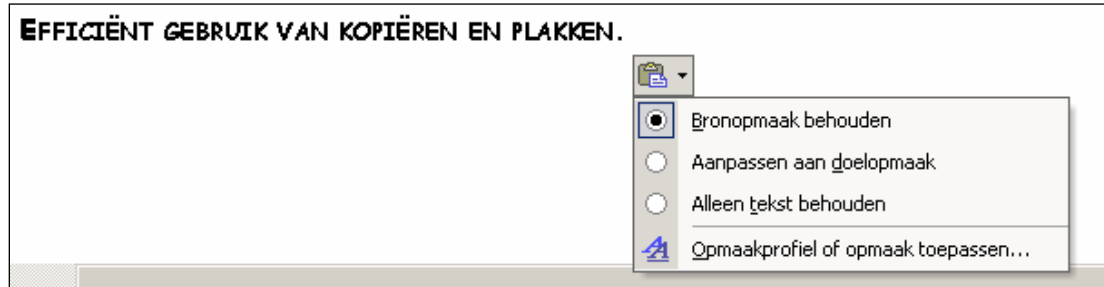 EFFICIËNT GEBRUIK VAN KOPIËREN EN PLAKKEN.
Bronopmaak behouden
Aanpassen aan doelopmaak
Alleen tekst behouden
Opmaakprofiel of opmaak toepassen...